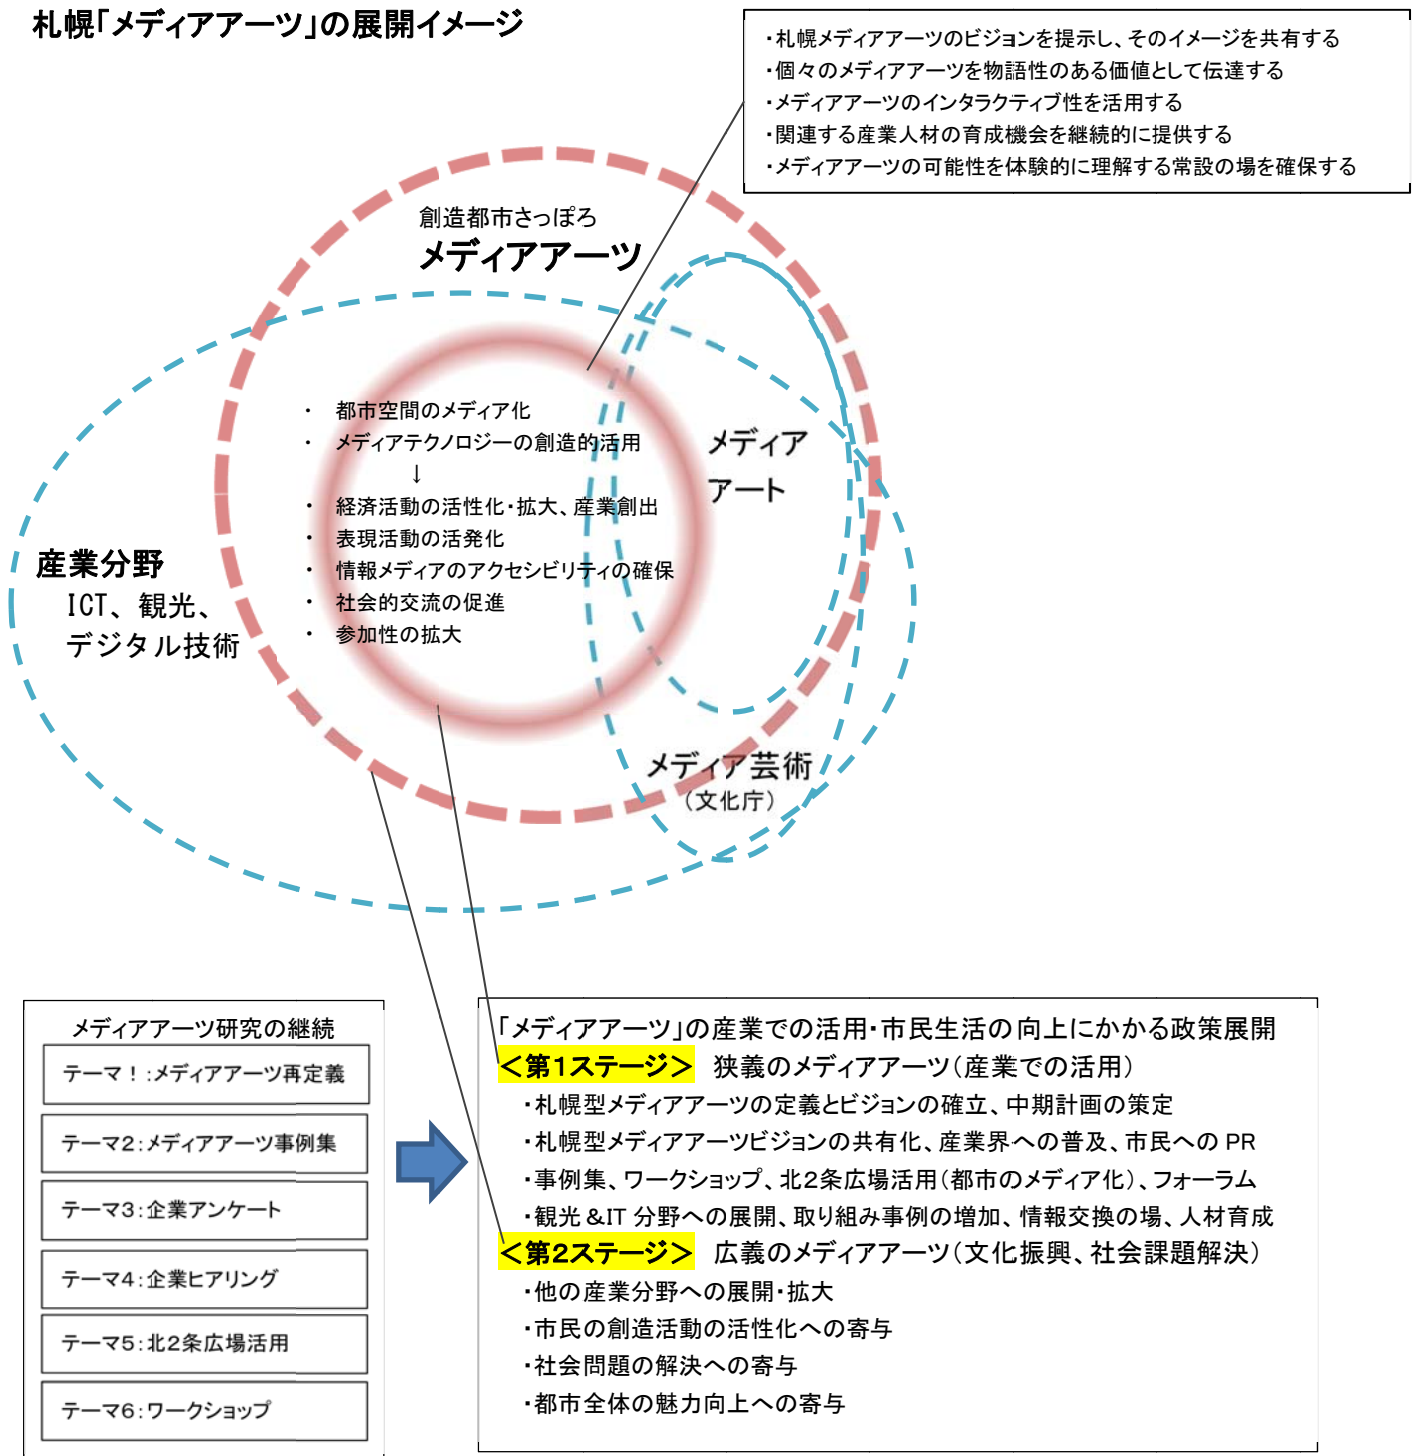 札幌「メディアアーツ」の展開イメージ
・札幌メディアアーツのビジョンを提示し、そのイメージを共有する
・個々のメディアアーツを物語性のある価値として伝達する
・メディアアーツのインタラクティブ性を活用する
・関連する産業人材の育成機会を継続的に提供する
・メディアアーツの可能性を体験的に理解する常設の場を確保する
創造都市さっぽろ
メディアアーツ
・ 都市空間のメディア化
・ メディアテクノロジーの創造的活用
↓
・ 経済活動の活性化・拡大、産業創出
・ 表現活動の活発化
・ 情報メディアのアクセシビリティの確保
・ 社会的交流の促進
・ 参加性の拡大
メディア
アート
産業分野
ICT、観光、
デジタル技術
メディア芸術
（文化庁）
メディアアーツ研究の継続
テーマ！：メディアアーツ再定義
テーマ２：メディアアーツ事例集
テーマ３：企業アンケート
テーマ４：企業ヒアリング
テーマ５：北２条広場活用
テーマ６：ワークショップ
「メディアアーツ」の産業での活用・市民生活の向上にかかる政策展開
＜第１ステージ＞ 狭義のメディアアーツ（産業での活用）
・札幌型メディアアーツの定義とビジョンの確立、中期計画の策定
・札幌型メディアアーツビジョンの共有化、産業界への普及、市民への PR
・事例集、ワークショップ、北２条広場活用（都市のメディア化）、フォーラム
・観光＆IT 分野への展開、取り組み事例の増加、情報交換の場、人材育成
＜第２ステージ＞ 広義のメディアアーツ（文化振興、社会課題解決）
・他の産業分野への展開・拡大
・市民の創造活動の活性化への寄与
・社会問題の解決への寄与
・都市全体の魅力向上への寄与